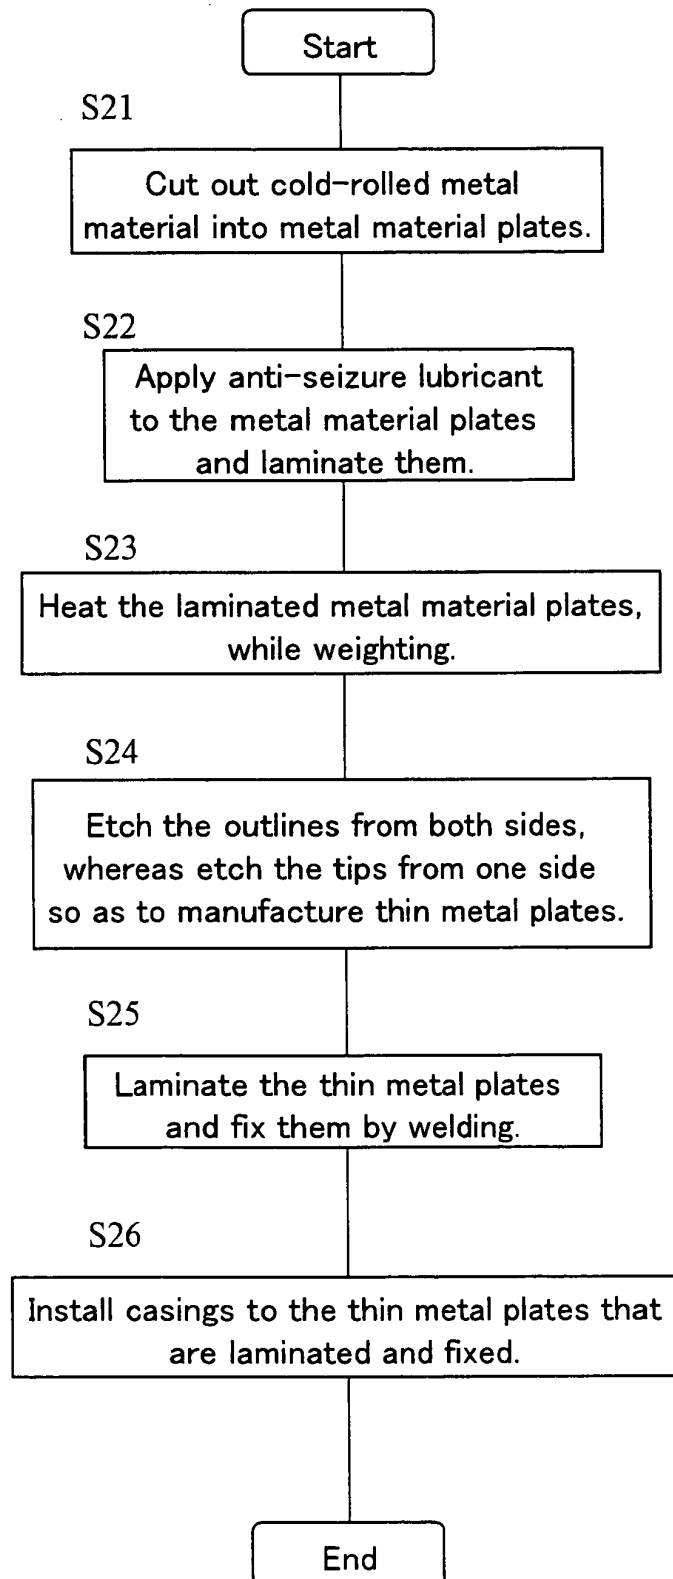 Start
S21
Cut out cold-rolled metal
material into metal material plates.
S22
Apply anti-seizure lubricant
to the metal material plates
and laminate them.
S23
Heat the laminated metal material plates,
while weighting.
S24
Etch the outlines from both sides,
whereas etch the tips from one side
so as to manufacture thin metal plates.
S25
Laminate the thin metal plates
and fix them by welding.
S26
Install casings to the thin metal plates that
are laminated and fixed.
End